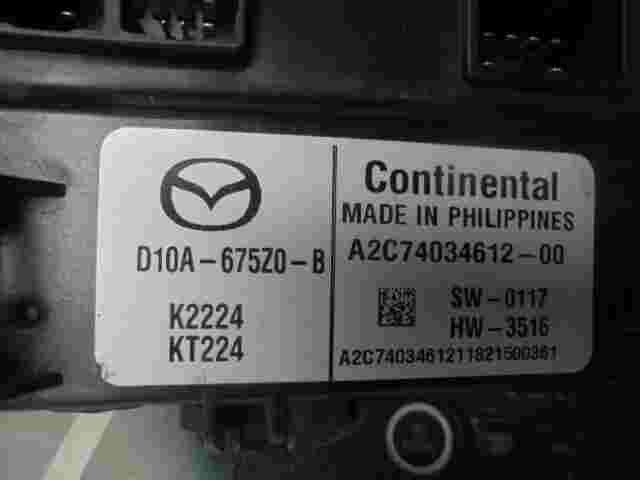 D10A-675Z0-B
K2224
KT224
Continental
MADE IN PHILIPPINES
A2C74034612-00
SW-0117
HW-3516
A2C7403461211821500361